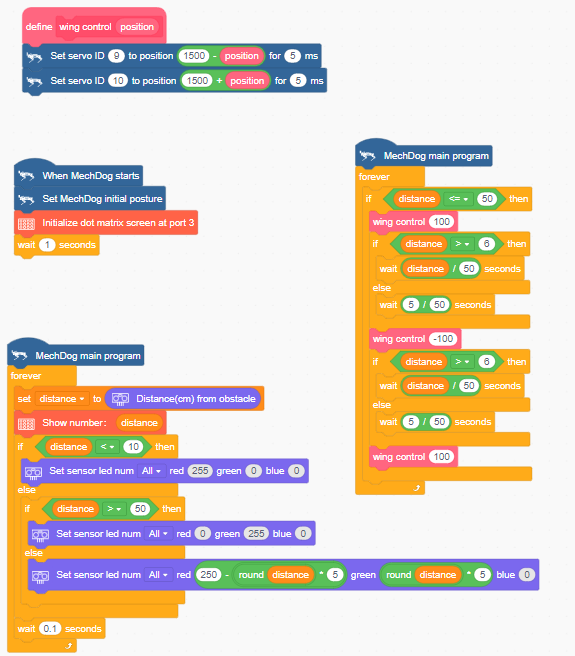 define wing control position
Set servo ID 9 to position 1500 - position for 5 ms
Set servo ID 10 to position 1500 + position for 5 ms
When MechDog starts
Set MechDog initial posture
Initialize dot matrix screen at port 3
wait 1 seconds
MechDog main program
forever
set distance to Distance(cm) from obstacle
Show number: distance
if distance < 10 then
Set sensor led num All red 255 green 0 blue 0
else
if distance > 50 then
Set sensor led num All red 0 green 255 blue 0
else
Set sensor led num All red 250 - round distance * 5 green round distance * 5 blue 0
wait 0.1 seconds
MechDog main program
forever
if distance <= 50 then
wing control 100
if distance > 6 then
wait distance / 50 seconds
else
wait 5 / 50 seconds
wing control -100
if distance > 6 then
wait distance / 50 seconds
else
wait 5 / 50 seconds
wing control 100